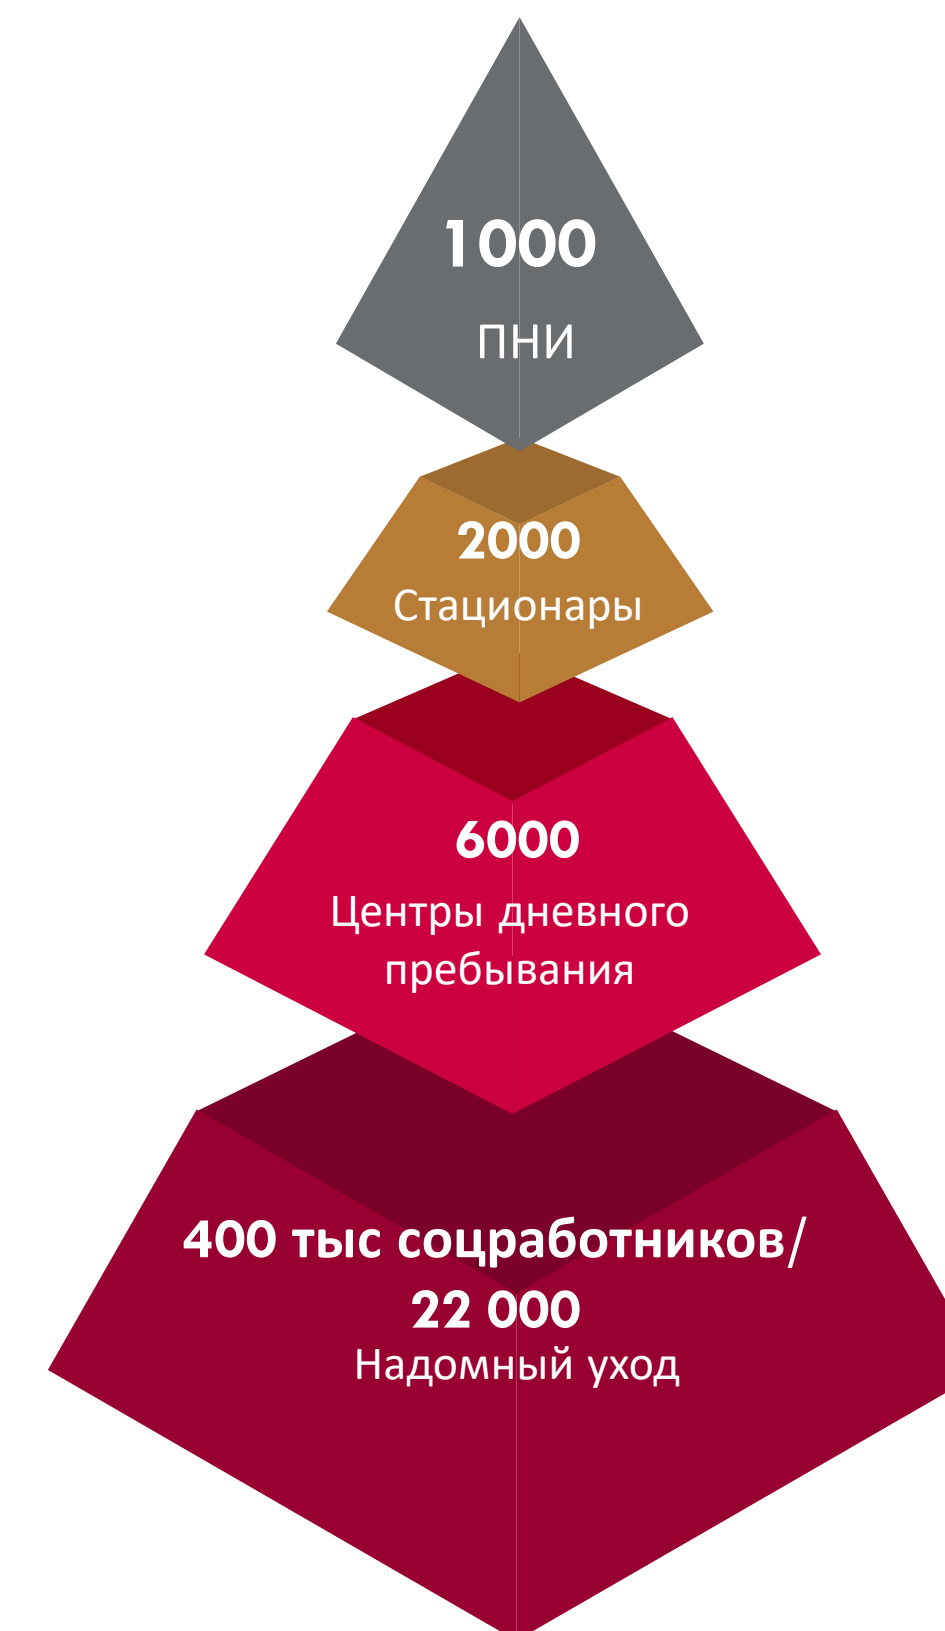 1000
ПНИ
2000
Стационары
6000
Центры дневного
пребывания
400 тыс соцработников/
22 000
Надомный уход